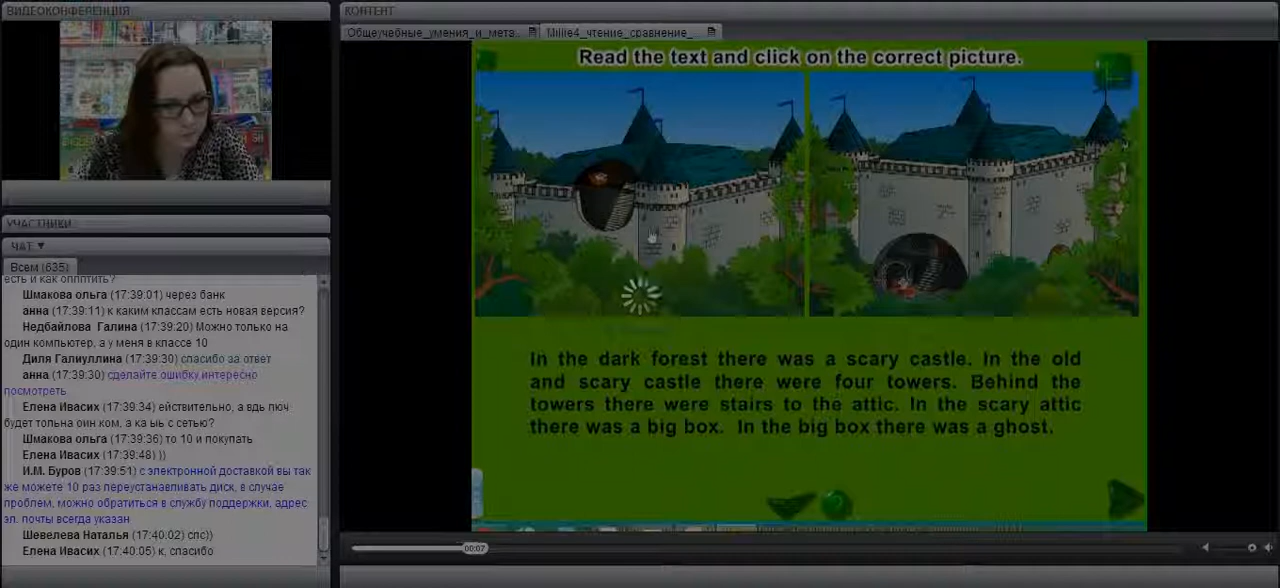 ВИДЕОКОНФЕРЕНЦИЯ
КОНТЕНТ
Общеучебные_умения_и_мета..
Millie4_чтение_сравнение_
Read the text and click on the correct picture.
УЧАСТНИКИ
ЧАТ
Всем (635)
есть и как оплптить?
Шмакова ольга (17:39:01) через банк
анна (17:39:11) к каким классам есть новая версия?
Недбайлова Галина (17:39:20) Можно только на
один компьютер, а у меня в классе 10
Диля Галиуллина (17:39:30) спасибо за ответ
анна (17:39:30) сделайте ошибку,интересно
посмотреть
Елена Ивасих (17:39:34) ействительно, а вдь люч
будет тольна оин ком, а ка ыь с сетью?
Шмакова ольга (17:39:36) то 10 и покупать
Елена Ивасих (17:39:48) ))
И.М. Буров (17:39:51) с электронной доставкой вы так
же можете 10 раз переустанавливать диск, в случае
проблем, можно обратиться в службу поддержки, адрес
эл. почты всегда указан
Шевелева Наталья (17:40:02) спс))
Елена Ивасих (17:40:05) к, спасибо
In the dark forest there was a scary castle. In the old
and scary castle there were four towers. Behind the
towers there were stairs to the attic. In the scary attic
there was a big box. In the big box there was a ghost.
00:07